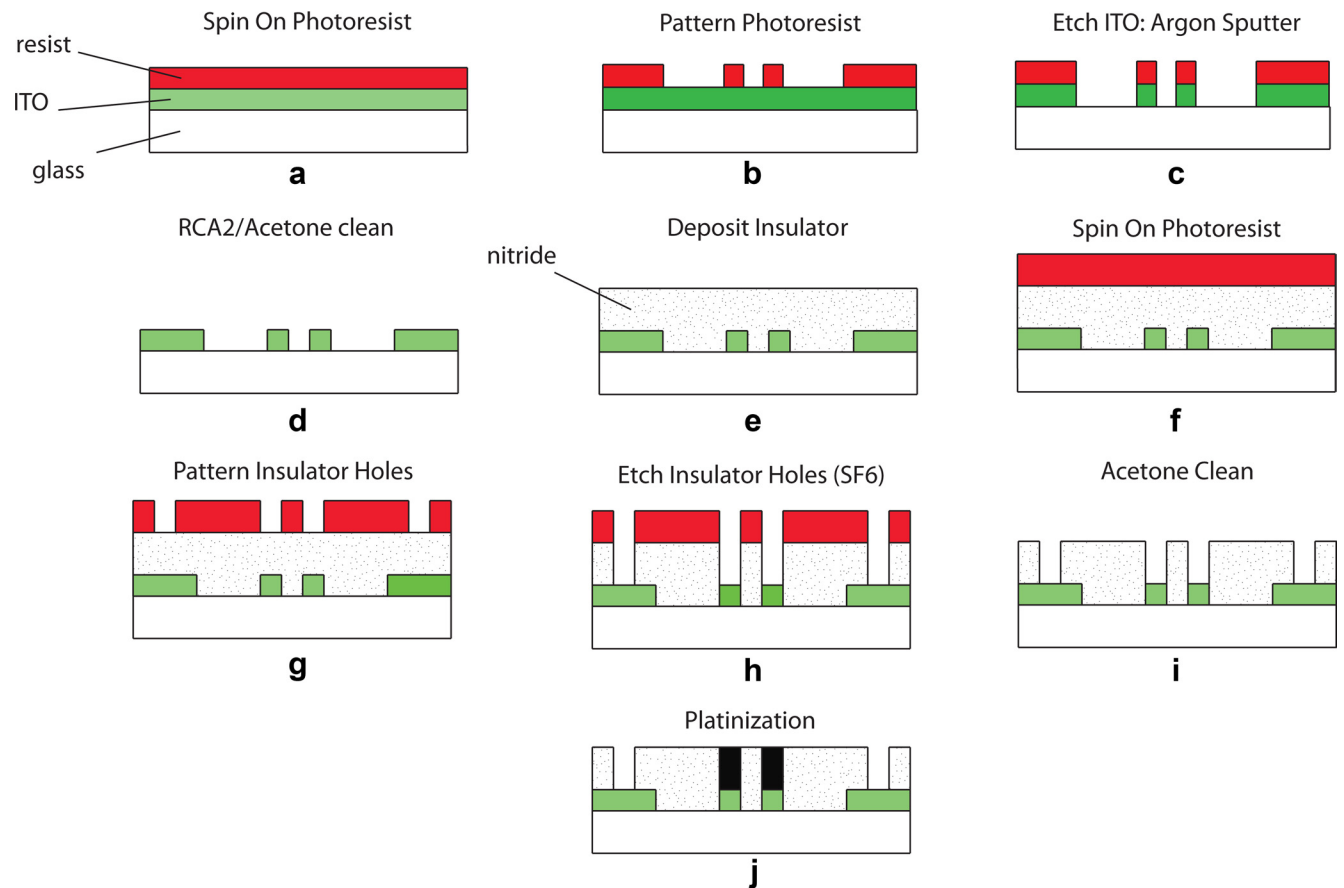 Spin On Photoresist
resist
ITO
glass
a
Pattern Photoresist
b
Etch ITO: Argon Sputter
c
RCA2/Acetone clean
d
Deposit Insulator
nitride
e
Spin On Photoresist
f
Pattern Insulator Holes
g
Etch Insulator Holes (SF6)
h
Acetone Clean
i
Platinization
j